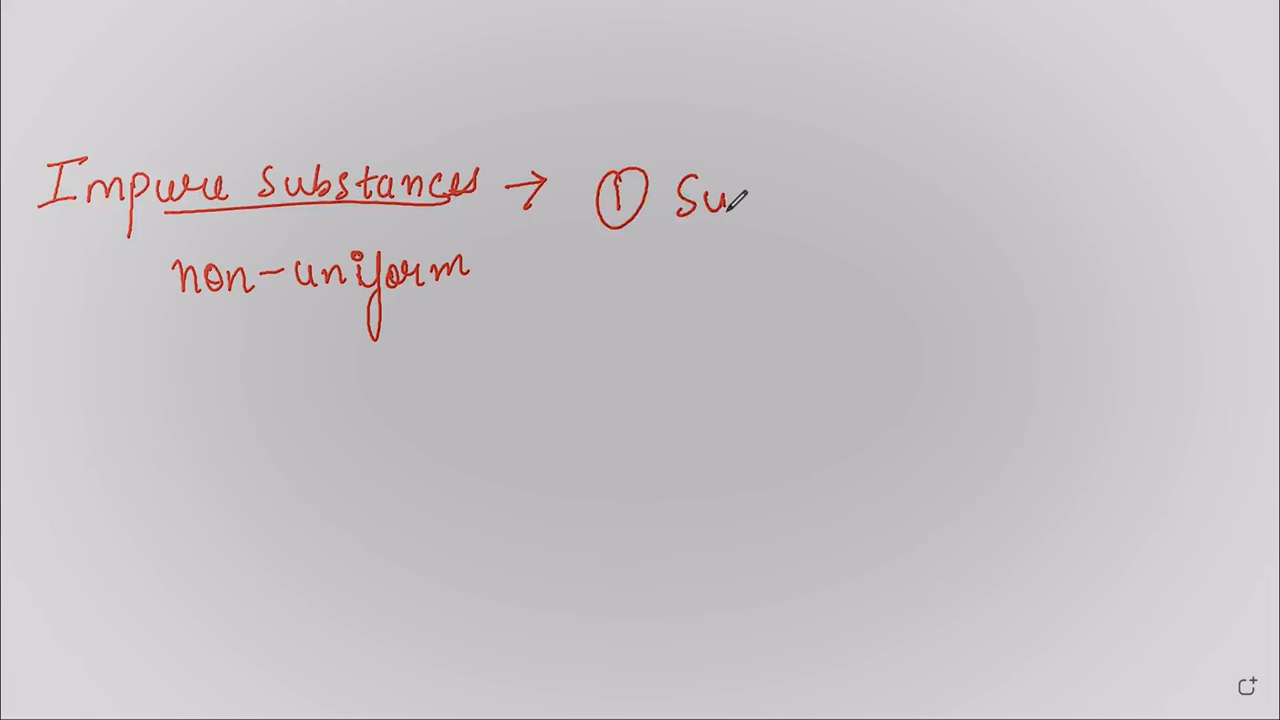 Impure substances → ① Su
non-uniform